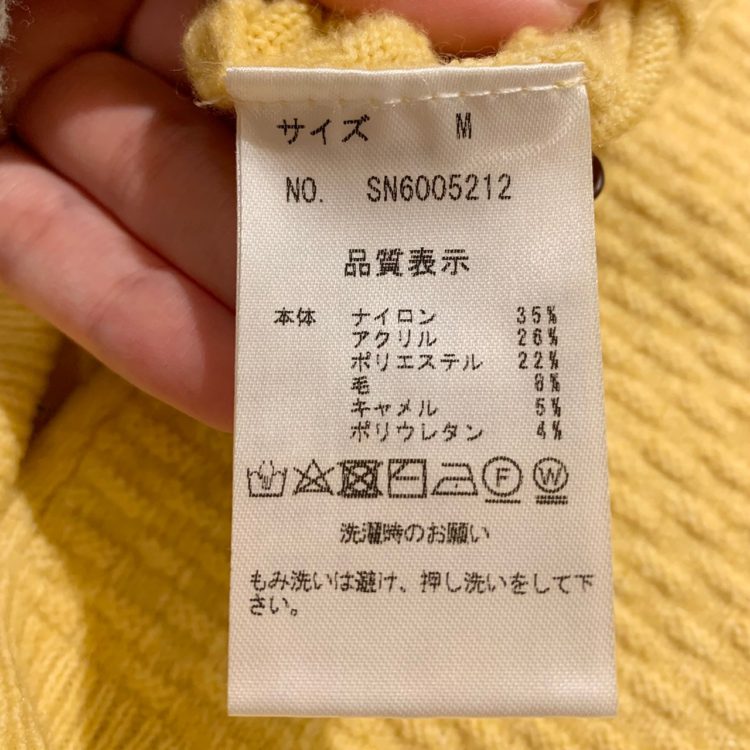 サイズ M
NO. SN6005212
品質表示
本体 ナイロン 35%
アクリル 26%
ポリエステル 22%
毛 8%
キャメル 5%
ポリウレタン 4%
F W
洗濯時のお願い
もみ洗いは避け、押し洗いをして下
さい。